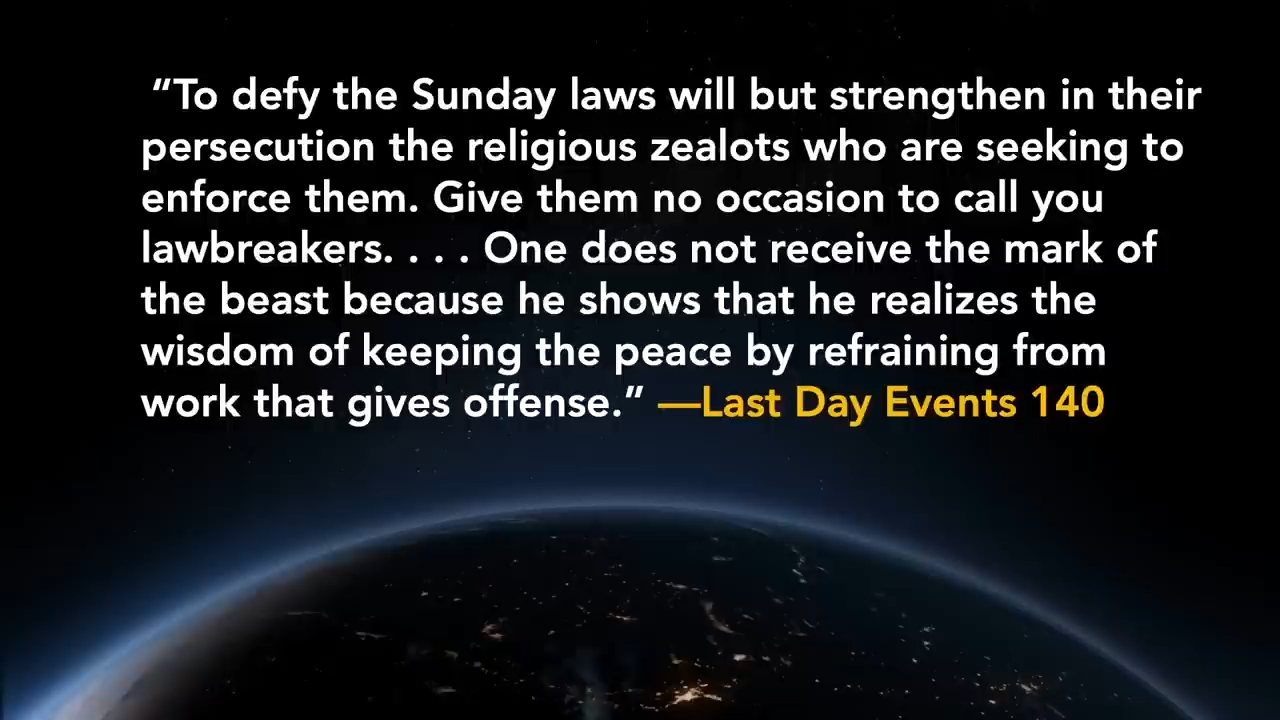 “To defy the Sunday laws will but strengthen in their
persecution the religious zealots who are seeking to
enforce them. Give them no occasion to call you
lawbreakers. . . . One does not receive the mark of
the beast because he shows that he realizes the
wisdom of keeping the peace by refraining from
work that gives offense.” —Last Day Events 140